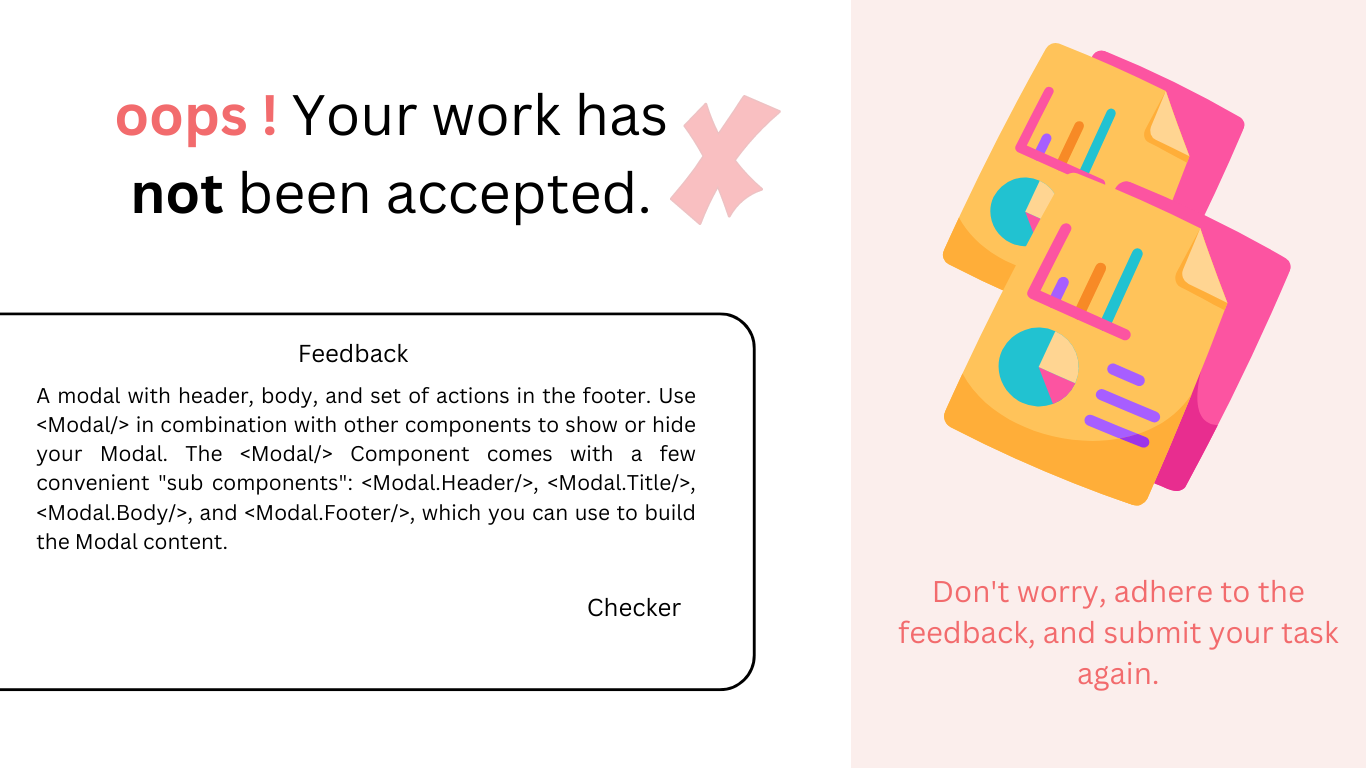 oops ! Your work has
not been accepted.
Feedback
A modal with header, body, and set of actions in the footer. Use
<Modal/> in combination with other components to show or hide
your Modal. The <Modal/> Component comes with a few
convenient "sub components": <Modal.Header/>, <Modal.Title/>,
<Modal.Body/>, and <Modal.Footer/>, which you can use to build
the Modal content.
Checker
Don't worry, adhere to the
feedback, and submit your task
again.